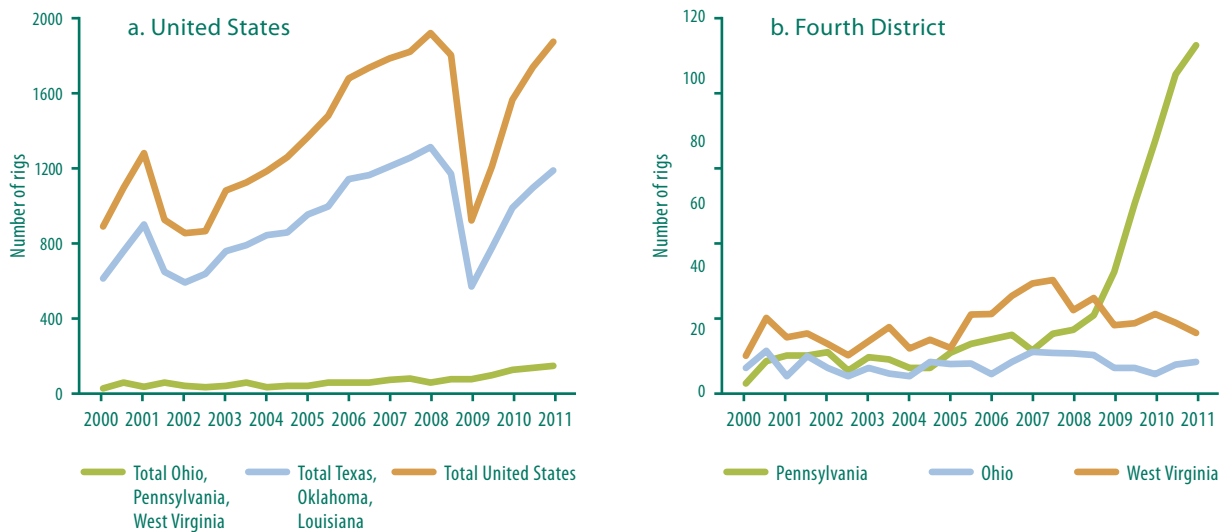 a. United States
Number of rigs
2000
1600
1200
800
400
0
2000 2001 2002 2003 2004 2005 2006 2007 2008 2009 2010 2011
Total Ohio,
Pennsylvania,
West Virginia
Total Texas,
Oklahoma,
Louisiana
Total United States
b. Fourth District
Number of rigs
120
100
80
60
40
20
0
2000 2001 2002 2003 2004 2005 2006 2007 2008 2009 2010 2011
Pennsylvania
Ohio
West Virginia